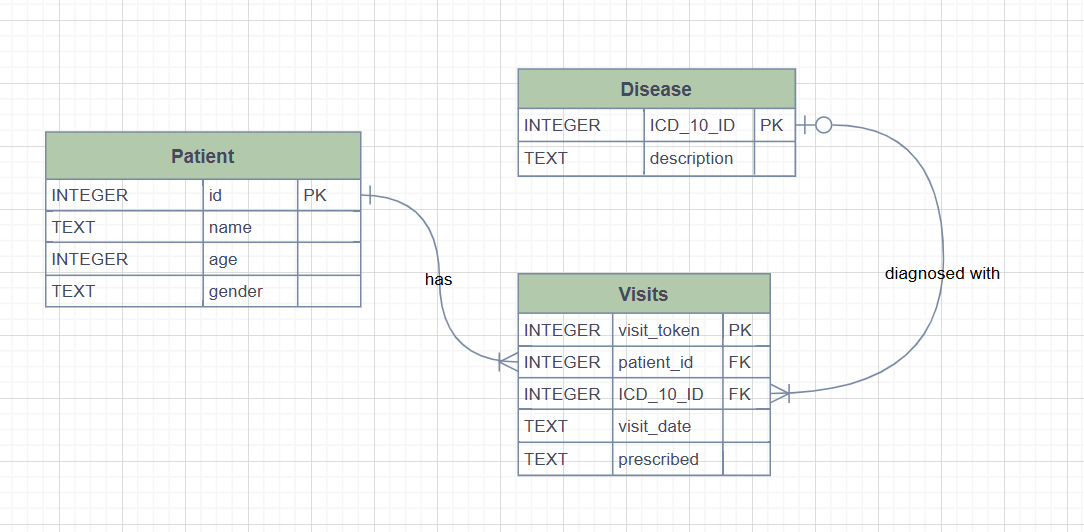 Patient
INTEGER id PK
TEXT name
INTEGER age
TEXT gender
has
Disease
INTEGER ICD_10_ID PK
TEXT description
diagnosed with
Visits
INTEGER visit_token PK
INTEGER patient_id FK
INTEGER ICD_10_ID FK
TEXT visit_date
TEXT prescribed